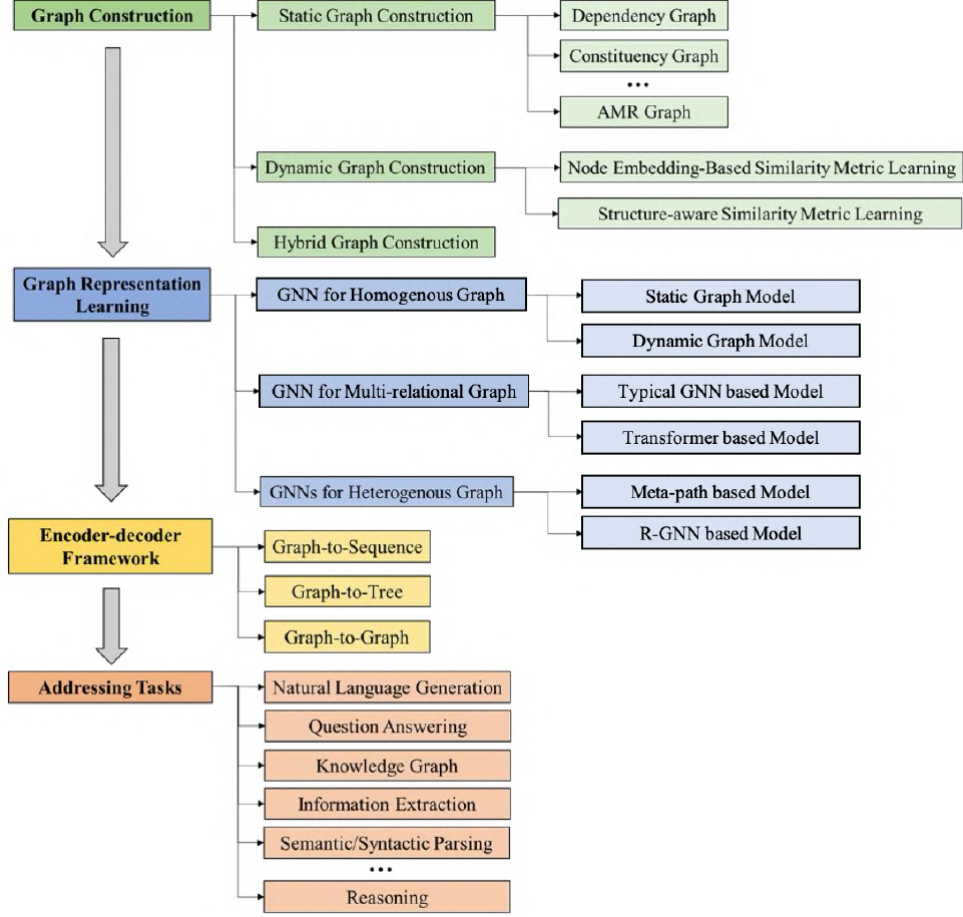 Graph Construction
Static Graph Construction
Dependency Graph
Constituency Graph
...
AMR Graph
Dynamic Graph Construction
Node Embedding-Based Similarity Metric Learning
Structure-aware Similarity Metric Learning
Hybrid Graph Construction
Graph Representation
Learning
GNN for Homogenous Graph
Static Graph Model
Dynamic Graph Model
GNN for Multi-relational Graph
Typical GNN based Model
Transformer based Model
GNNs for Heterogenous Graph
Meta-path based Model
R-GNN based Model
Encoder-decoder
Framework
Graph-to-Sequence
Graph-to-Tree
Graph-to-Graph
Addressing Tasks
Natural Language Generation
Question Answering
Knowledge Graph
Information Extraction
Semantic/Syntactic Parsing
...
Reasoning